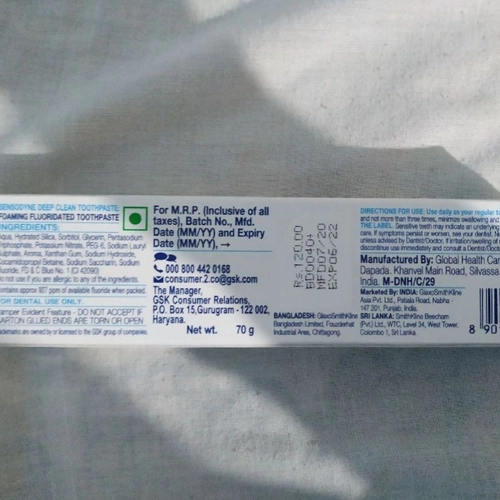 SENSODYNE DEEP CLEAN TOOTHPASTE
FOAMING FLUORIDATED TOOTHPASTE
INGREDIENTS:
Aqua, Hydrated Silica, Sorbitol, Glycerin, Pentasodium
Potassium Nitrate, PEG-6, Sodium Lauryl
Sulphate, Aroma, Xanthan Gum, Sodium Hydroxide,
Betaine, Sodium Saccharin, Sodium
Fluoride, FD & C Blue No. 1 (CI 42090)
not use if you are allergic to any of the ingredients.
of available fluoride when packed.
FOR DENTAL USE ONLY.
Tamper Evident Feature - DO NOT ACCEPT IF
CARTON GLUED ENDS ARE TORN OR OPEN
Trademarks are owned by or licensed to the GSK group of companies.
For M.R.P. (Inclusive of all
taxes), Batch No., Mfd.
Date (MM/YY) and Expiry
Date (MM/YY), →
000 800 442 0168
consumer.2.co@gsk.com
The Manager,
GSK Consumer Relations,
P.O. Box 15, Gurugram - 122 002,
Haryana.
Net wt. 70 g
Rs.120.00
MFD07/20
EXP06/22
BANGLADESH: GlaxoSmithKline
Bangladesh Limited, Fouzderhat
Industrial Area, Chittagong.
DIRECTIONS FOR USE: Use daily as your regular
and not more than three times, minimize swallowing and
THE LABEL. Sensitive teeth may indicate an underlying
care. If symptoms persist or worsen, see your dentist.
unless advised by Dentist/Doctor. If irritation/swelling
discontinue use immediately and consult a Dentist/Doctor.
Manufactured By: Global Health Care
Dapada, Khanvel Main Road, Silvassa
India. M-DNH/C/29
Marketed By: INDIA: GlaxoSmithKline
Asia Pvt. Ltd., Patiala Road, Nabha-
147 201, Punjab, India.
SRI LANKA: SmithKline Beecham
(Pvt.) Ltd., WTC, Level 34, West Tower,
Colombo 1, Sri Lanka.
8 90